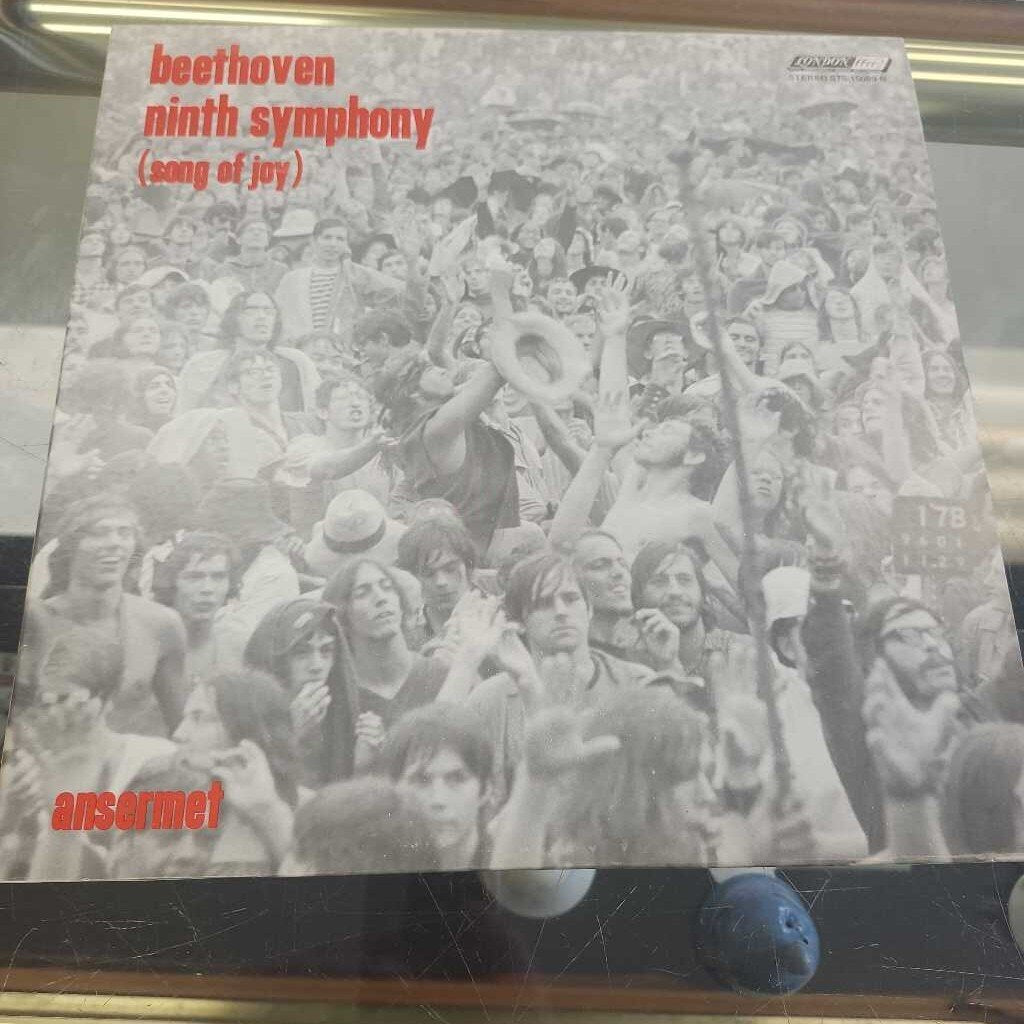 beethoven
ninth symphony
(song of joy)
LONDON
178
ansermet